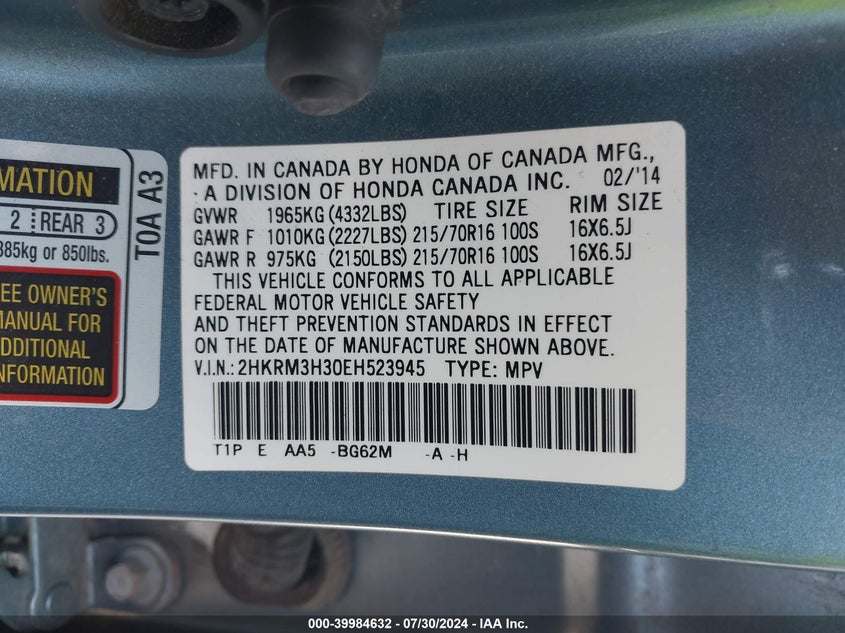 MATION
2 REAR 3
385kg or 850lbs.
EE OWNER'S
MANUAL FOR
DDITIONAL
NFORMATION
T0A A3
MFD. IN CANADA BY HONDA OF CANADA MFG.,
A DIVISION OF HONDA CANADA INC. 02/'14
GVWR 1965KG (4332LBS) TIRE SIZE RIM SIZE
GAWR F 1010KG (2227LBS) 215/70R16 100S 16X6.5J
GAWR R 975KG (2150LBS) 215/70R16 100S 16X6.5J
THIS VEHICLE CONFORMS TO ALL APPLICABLE
FEDERAL MOTOR VEHICLE SAFETY
AND THEFT PREVENTION STANDARDS IN EFFECT
ON THE DATE OF MANUFACTURE SHOWN ABOVE.
V.I.N.: 2HKRM3H30EH523945 TYPE: MPV
T1P E AA5 -BG62M -A -H
000-39984632 - 07/30/2024 - IAA Inc.